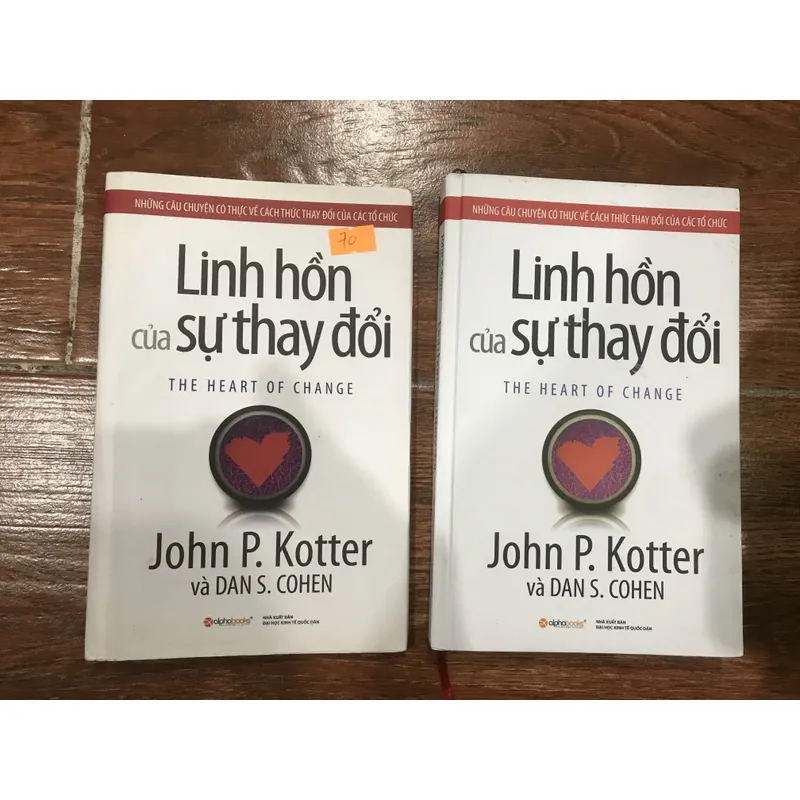 NHỮNG CÂU CHUYỆN CÓ THỰC VỀ CÁCH THỨC THAY ĐỔI CỦA CÁC TỔ CHỨC
70
Linh hồn
của sự thay đổi
THE HEART OF CHANGE
John P. Kotter
và DAN S. COHEN
alphabooks
NHÀ XUẤT BẢN
ĐẠI HỌC KINH TẾ QUỐC DÂN
NHỮNG CÂU CHUYỆN CÓ THỰC VỀ CÁCH THỨC THAY ĐỔI CỦA CÁC TỔ CHỨC
Linh hồn
của sự thay đổi
THE HEART OF CHANGE
John P. Kotter
và DAN S. COHEN
alphabooks
NHÀ XUẤT BẢN
ĐẠI HỌC KINH TẾ QUỐC DÂN